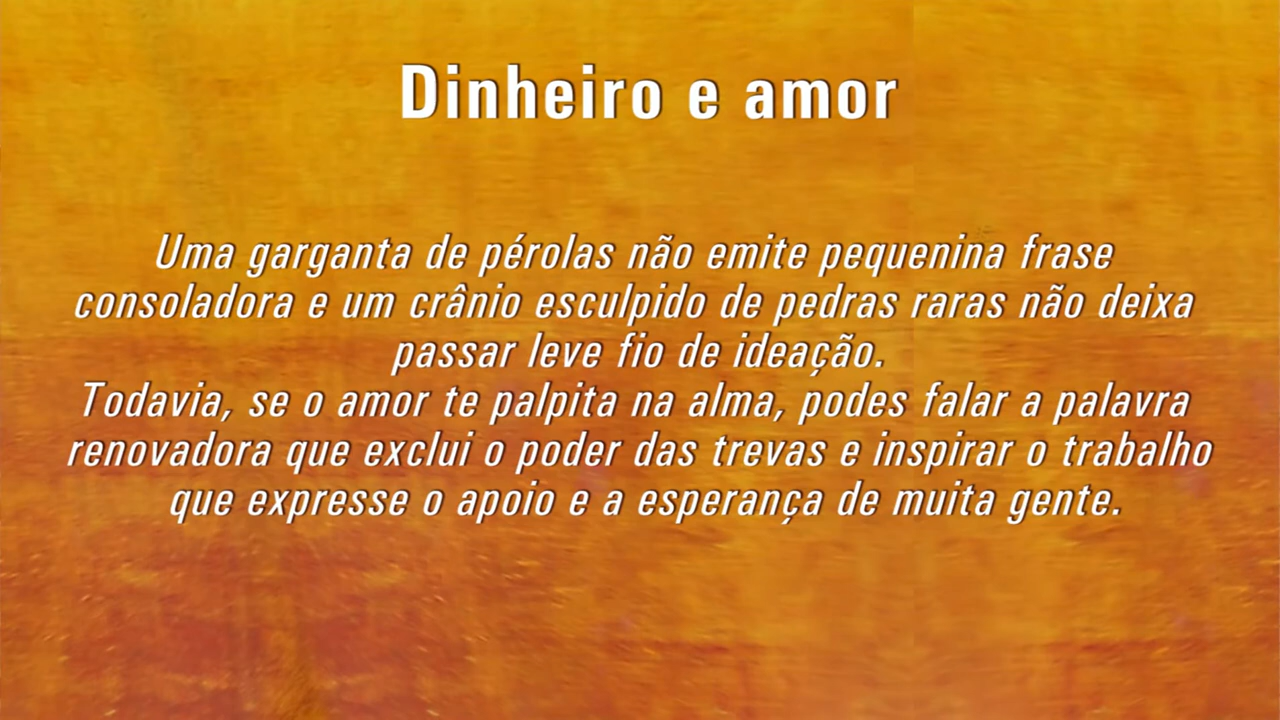 Dinheiro e amor
Uma garganta de pérolas não emite pequenina frase
consoladora e um crânio esculpido de pedras raras não deixa
passar leve fio de ideação.
Todavia, se o amor te palpita na alma, podes falar a palavra
renovadora que exclui o poder das trevas e inspirar o trabalho
que expresse o apoio e a esperança de muita gente.